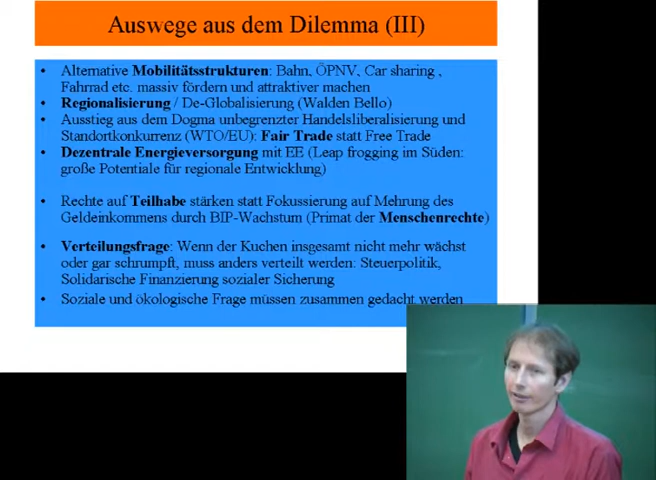 Auswege aus dem Dilemma (III)
• Alternative Mobilitätsstrukturen: Bahn, ÖPNV, Car sharing ,
Fahrrad etc. massiv fördern und attraktiver machen
• Regionalisierung / De-Globalisierung (Walden Bello)
• Ausstieg aus dem Dogma unbegrenzter Handelsliberalisierung und
Standortkonkurrenz (WTO/EU): Fair Trade statt Free Trade
• Dezentrale Energieversorgung mit EE (Leap frogging im Süden:
große Potentiale für regionale Entwicklung)
• Rechte auf Teilhabe stärken statt Fokussierung auf Mehrung des
Geldeinkommens durch BIP-Wachstum (Primat der Menschenrechte)
• Verteilungsfrage: Wenn der Kuchen insgesamt nicht mehr wächst
oder gar schrumpft, muss anders verteilt werden: Steuerpolitik,
Solidarische Finanzierung sozialer Sicherung
• Soziale und ökologische Frage müssen zusammen gedacht werden